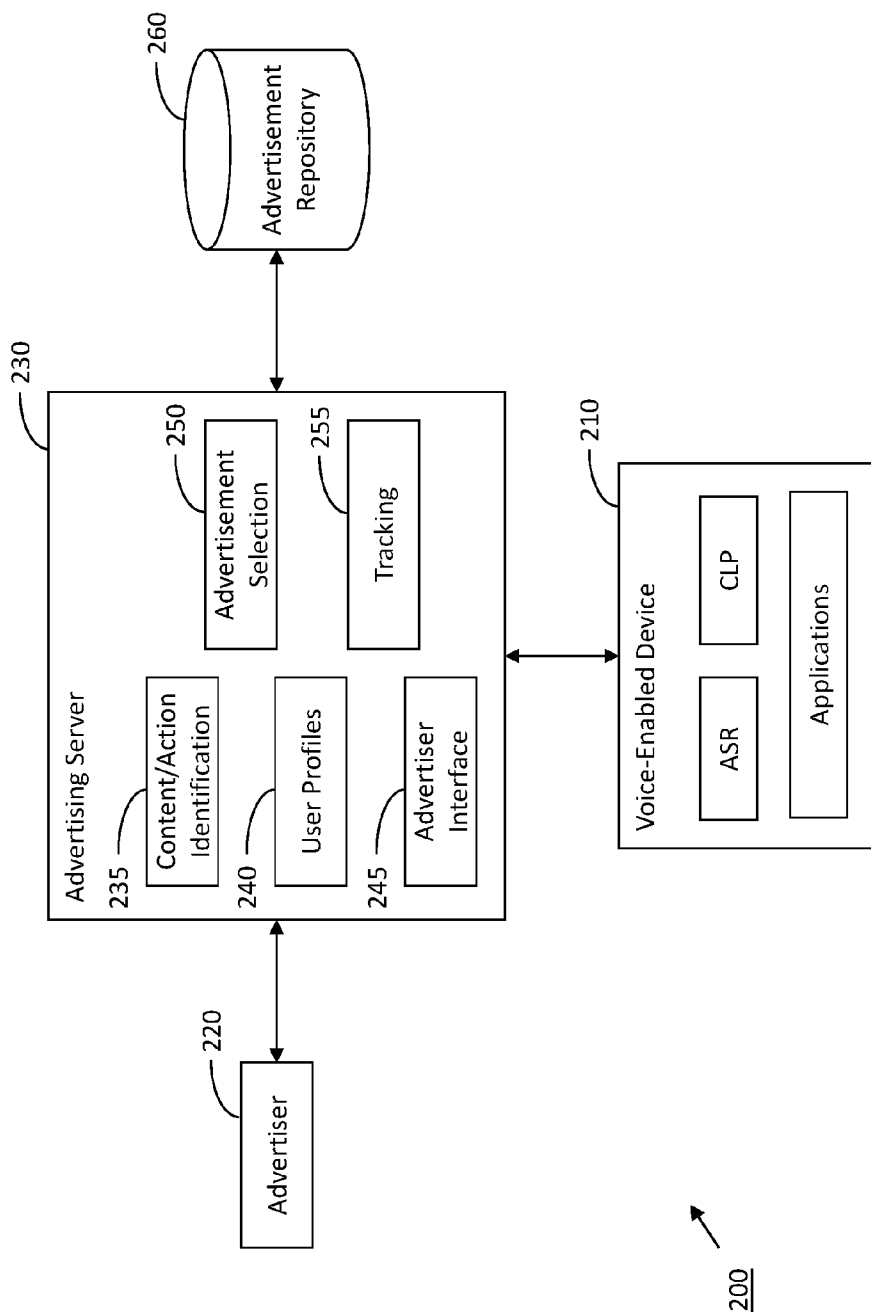 220
Advertiser
230
Advertising Server
235
Content/Action
Identification
240
User Profiles
245
Advertiser
Interface
250
Advertisement
Selection
255
Tracking
260
Advertisement
Repository
210
Voice-Enabled Device
ASR
CLP
Applications
200